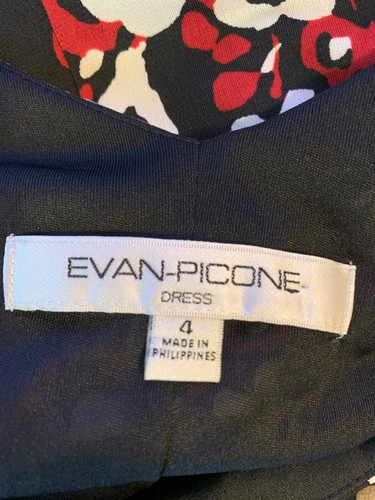 EVAN-PICONE
DRESS
4
MADE IN
PHILIPPINES